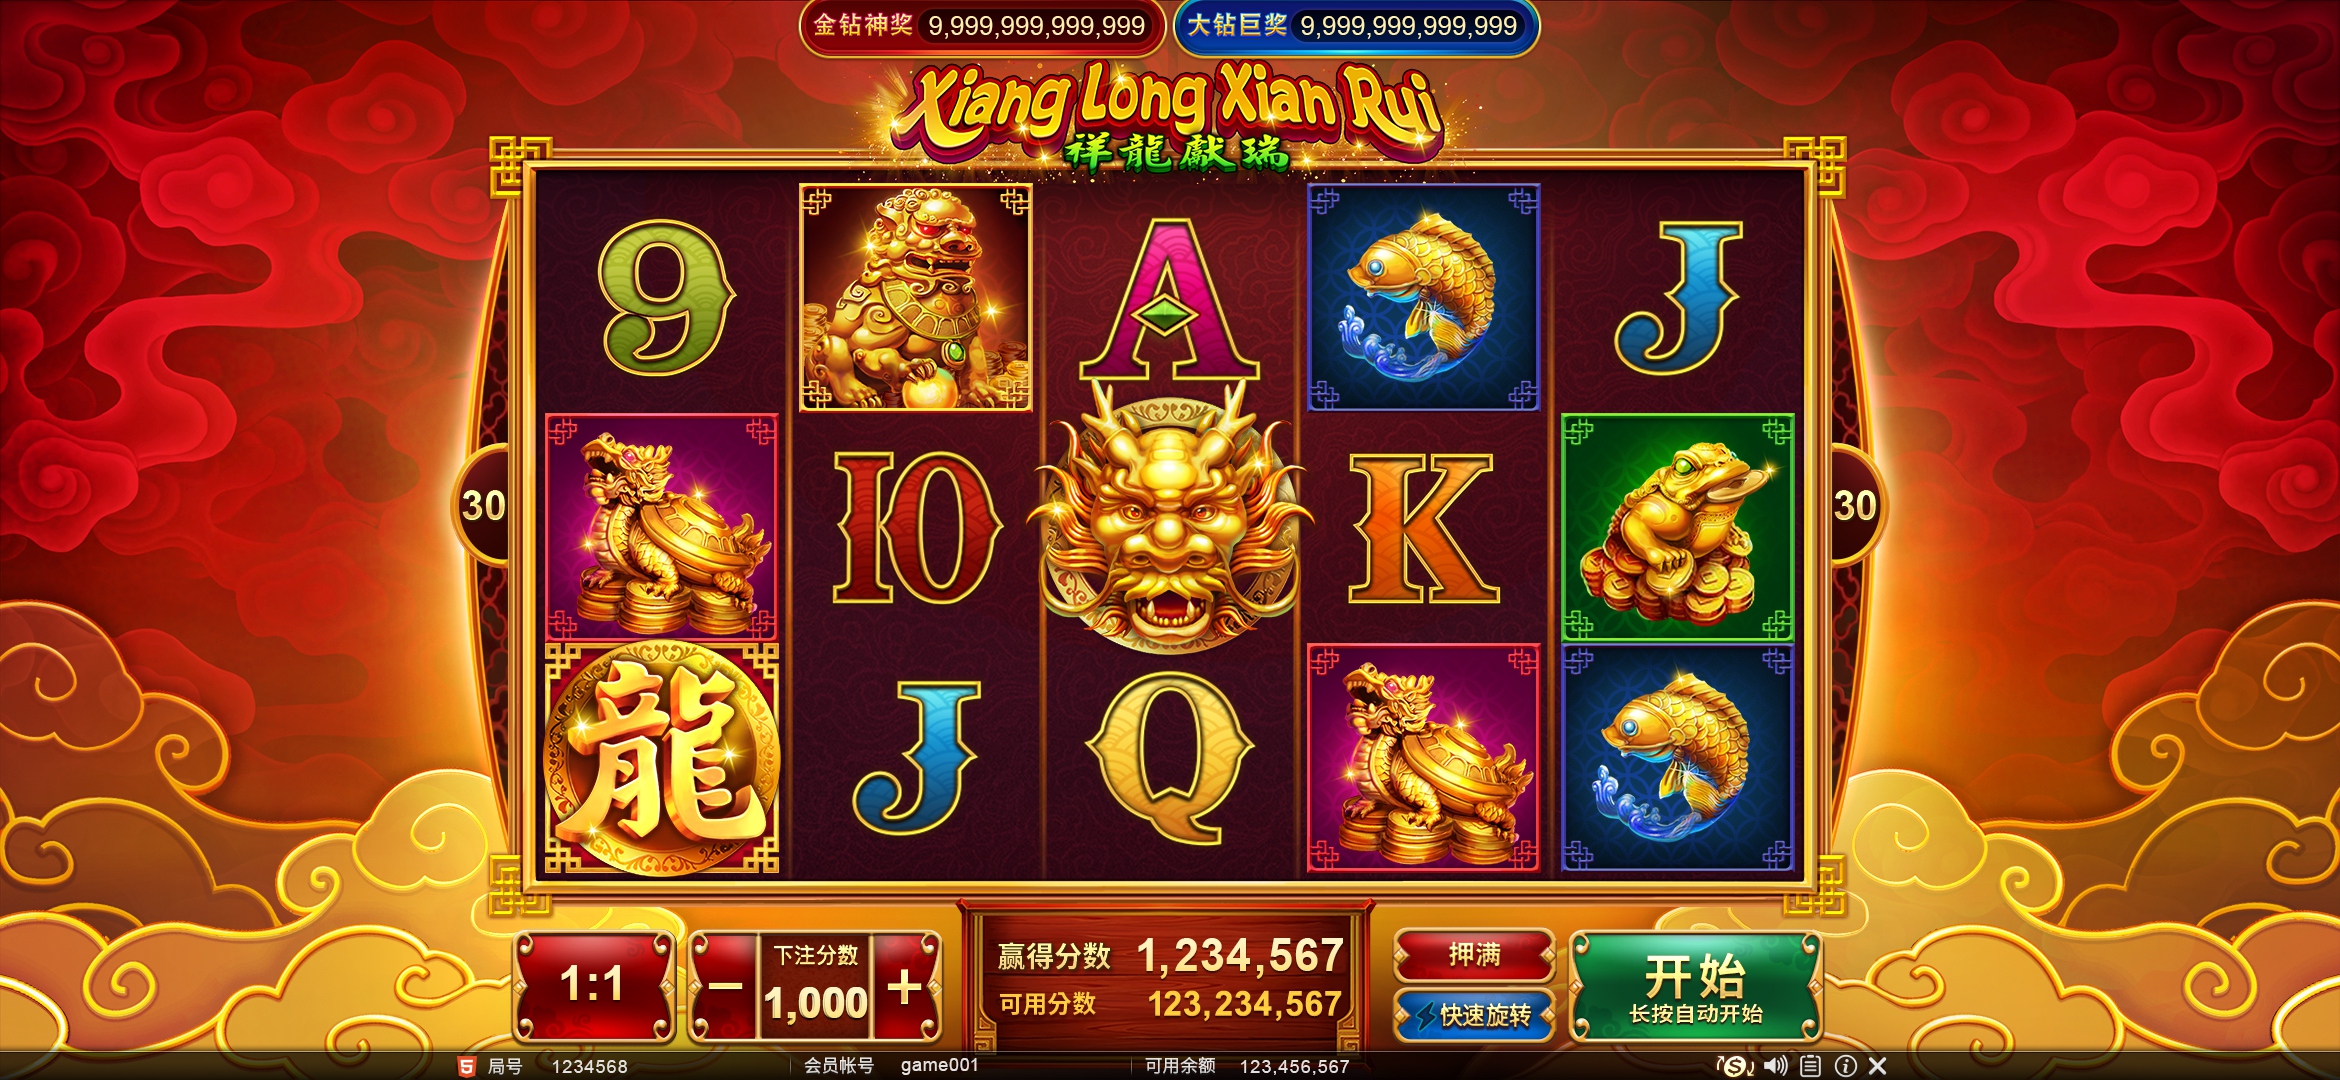 金钻神奖 9,999,999,999,999
大钻巨奖 9,999,999,999,999
Xiang Long Xian Rui
祥龍獻瑞
9
A
J
30
10
K
30
龍
J
Q
1:1
下注分数
− 1,000 +
赢得分数 1,234,567
可用分数 123,234,567
押满
快速旋转
开始
长按自动开始
5 局号 1234568
会员帐号 game001
可用余额 123,456,567
S
i